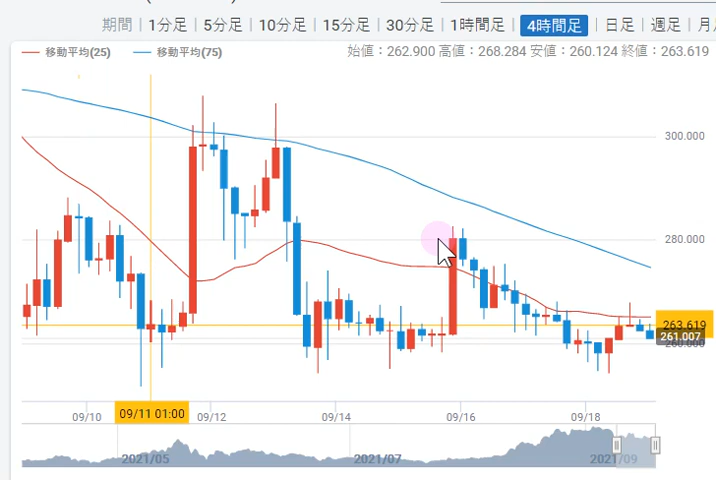 期間 | 1分足 | 5分足 | 10分足 | 15分足 | 30分足 | 1時間足 | 4時間足 | 日足 | 週足 | 月
移動平均(25) 移動平均(75) 始値：262.900 高値：268.284 安値：260.124 終値：263.619
300.000
280.000
263.619
261.007
260.000
09/10 09/11 01:00 09/12 09/14 09/16 09/18
2021/05 2021/07 2021/09